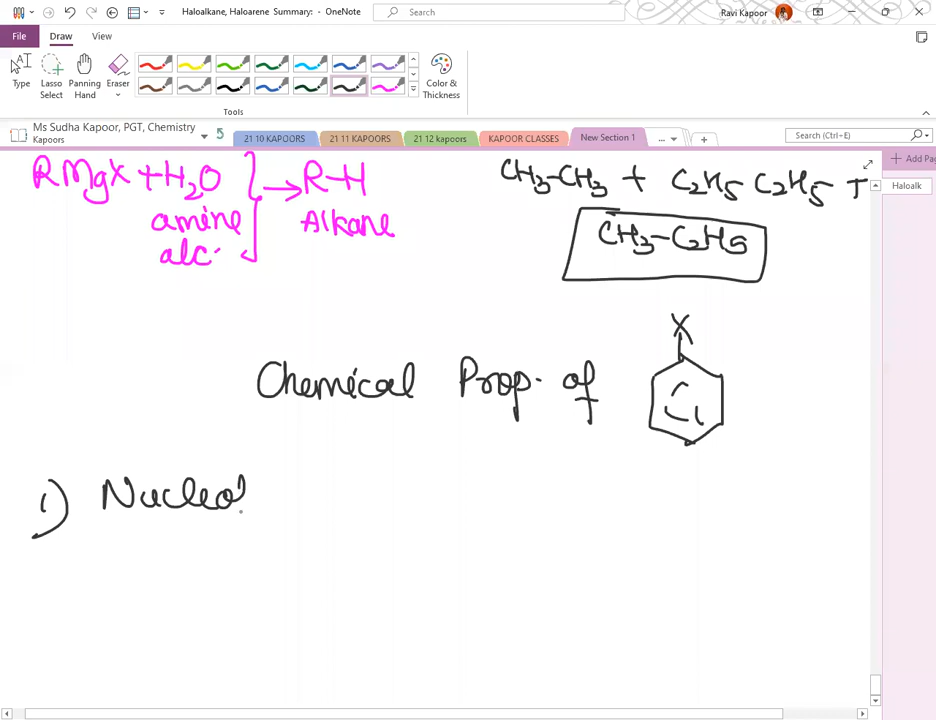 Haloalkane, Haloarene Summary: - OneNote
Search
Ravi Kapoor
File
Draw
View
Type
Lasso Select
Panning Hand
Eraser
Color & Thickness
Tools
Ms Sudha Kapoor, PGT, Chemistry
Kapoors
21 10 KAPOORS
21 11 KAPOORS
21 12 kapoors
KAPOOR CLASSES
New Section 1
...
Search (Ctrl+E)
Add Pag
Haloalk
RMgX + H2O → R-H
amine Alkane
alc.
CH3-CH3 + C2H5 C2H5 +
CH3-C2H5
X
Chemical Prop. of
1) Nucleo